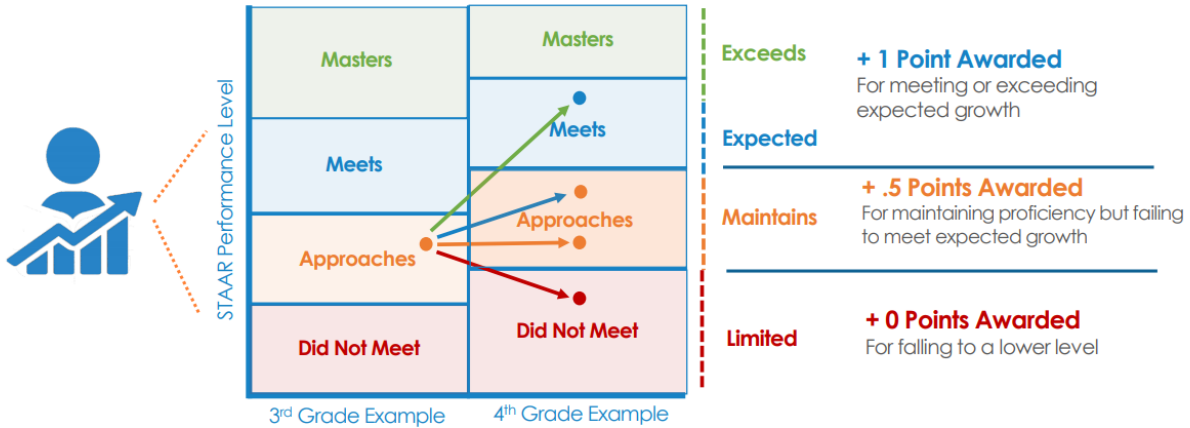 STAAR Performance Level
Masters
Meets
Approaches
Did Not Meet
3rd Grade Example
Masters
Meets
Approaches
Did Not Meet
4th Grade Example
Exceeds
Expected
Maintains
Limited
+ 1 Point Awarded
For meeting or exceeding
expected growth
+ .5 Points Awarded
For maintaining proficiency but failing
to meet expected growth
+ 0 Points Awarded
For falling to a lower level